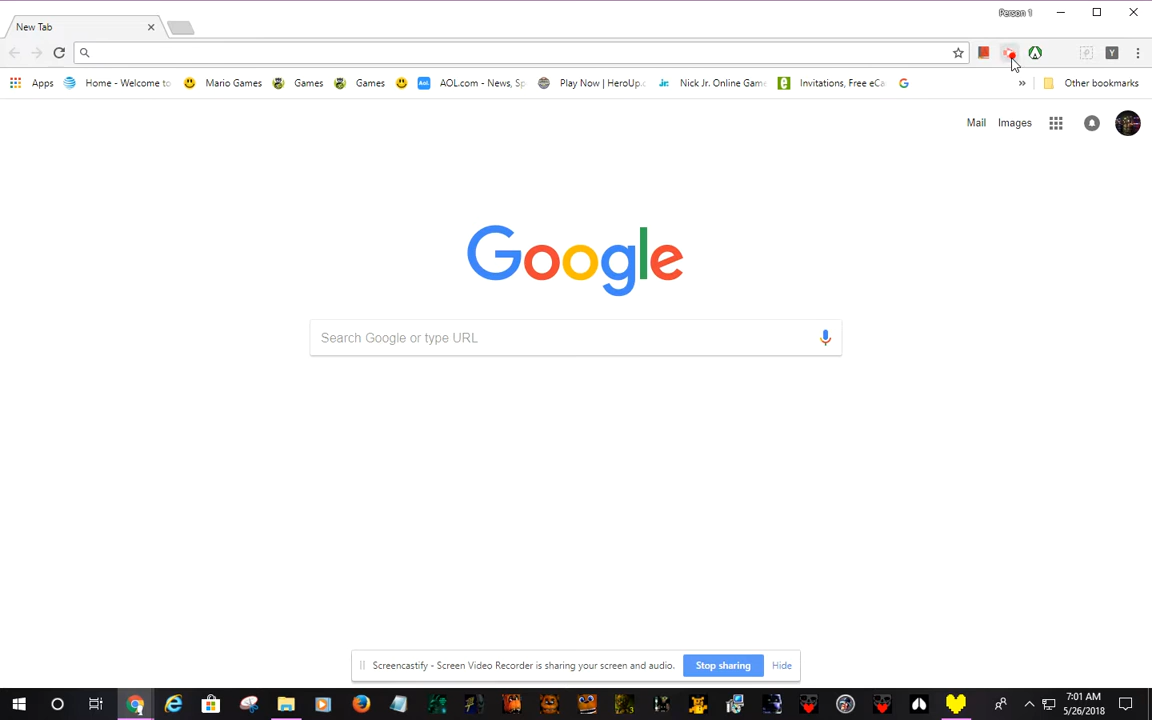 New Tab
Person 1
Apps Home - Welcome to Mario Games Games Games AOL.com - News, Sp Play Now | HeroUp.c Nick Jr. Online Game Invitations, Free eCa » Other bookmarks
Mail Images
Google
Search Google or type URL
Screencastify - Screen Video Recorder is sharing your screen and audio. Stop sharing Hide
7:01 AM
5/26/2018